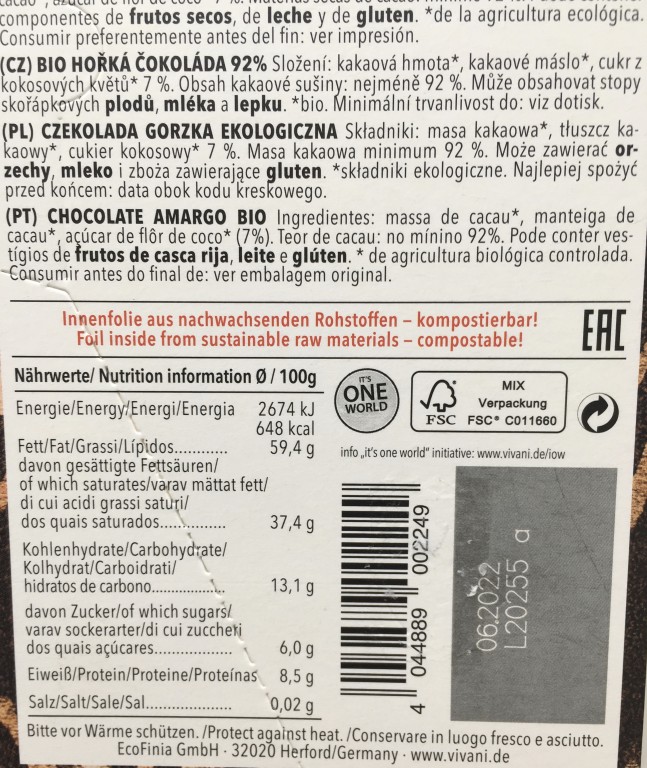 componentes de frutos secos, de leche y de gluten. *de la agricultura ecológica.
Consumir preferentemente antes del fin: ver impresión.
(CZ) BIO HOŘKÁ ČOKOLÁDA 92% Složení: kakaová hmota*, kakaové máslo*, cukr z
kokosových květů* 7 %. Obsah kakaové sušiny: nejméně 92 %. Může obsahovat stopy
skořápkových plodů, mléka a lepku. *bio. Minimální trvanlivost do: viz dotisk.
(PL) CZEKOLADA GORZKA EKOLOGICZNA Składniki: masa kakaowa*, tłuszcz ka-
kaowy*, cukier kokosowy* 7 %. Masa kakaowa minimum 92 %. Może zawierać or-
zechy, mleko i zboża zawierające gluten. *składniki ekologiczne. Najlepiej spożyć
przed końcem: data obok kodu kreskowego.
(PT) CHOCOLATE AMARGO BIO Ingredientes: massa de cacau*, manteiga de
cacau*, açúcar de flôr de coco* (7%). Teor de cacau: no mínino 92%. Pode conter ves-
tígios de frutos de casca rija, leite e glúten. * de agricultura biológica controlada.
Consumir antes do final de: ver embalagem original.
Innenfolie aus nachwachsenden Rohstoffen – kompostierbar!
Foil inside from sustainable raw materials – compostable!
EAC
Nährwerte/ Nutrition information Ø / 100g
Energie/Energy/Energi/Energia 2674 kJ
648 kcal
Fett/Fat/Grassi/Lípidos............ 59,4 g
davon gesättigte Fettsäuren/
of which saturates/varav mättat fett/
di cui acidi grassi saturi/
dos quais saturados............... 37,4 g
Kohlenhydrate/Carbohydrate/
Kolhydrat/Carboidrati/
hidratos de carbono................. 13,1 g
davon Zucker/of which sugars/
varav sockerarter/di cui zuccheri
dos quais açúcares................. 6,0 g
Eiweiß/Protein/Proteine/Proteínas 8,5 g
Salz/Salt/Sale/Sal.................... 0,02 g
IT'S
ONE
WORLD
FSC
MIX
Verpackung
FSC® C011660
info „it's one world" initiative: www.vivani.de/iow
4 044889 002249
06.2022
L20255 a
Bitte vor Wärme schützen. /Protect against heat. /Conservare in luogo fresco e asciutto.
EcoFinia GmbH · 32020 Herford/Germany · www.vivani.de